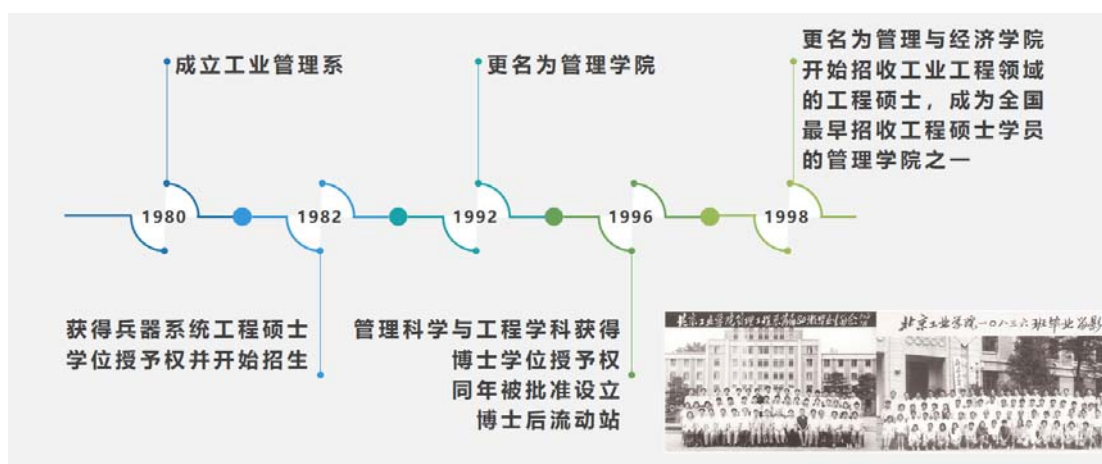 成立工业管理系
更名为管理学院
更名为管理与经济学院
开始招收工业工程领域
的工程硕士，成为全国
最早招收工程硕士学员
的管理学院之一
1980
1982
1992
1996
1998
获得兵器系统工程硕士
学位授予权并开始招生
管理科学与工程学科获得
博士学位授予权
同年被批准设立
博士后流动站
北京工业学院一〇八三六班毕业留影